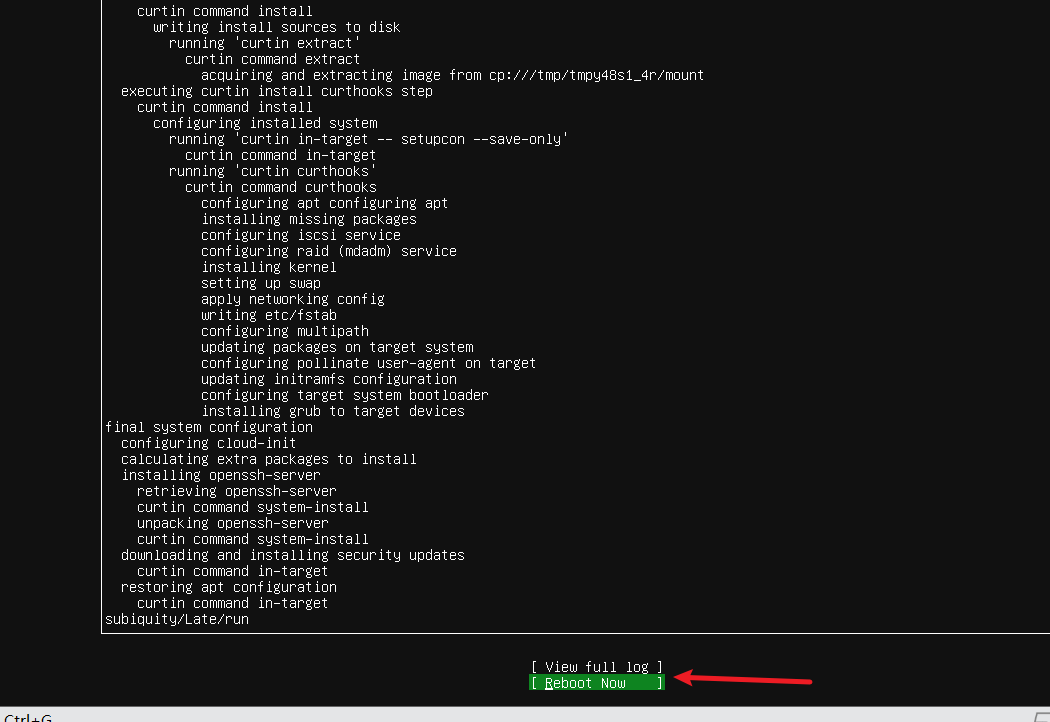 curtin command install
writing install sources to disk
running 'curtin extract'
curtin command extract
acquiring and extracting image from cp:///tmp/tmpy48s1_4r/mount
executing curtin install curthooks step
curtin command install
configuring installed system
running 'curtin in-target -- setupcon --save-only'
curtin command in-target
running 'curtin curthooks'
curtin command curthooks
configuring apt configuring apt
installing missing packages
configuring iscsi service
configuring raid (mdadm) service
installing kernel
setting up swap
apply networking config
writing etc/fstab
configuring multipath
updating packages on target system
configuring pollinate user-agent on target
updating initramfs configuration
configuring target system bootloader
installing grub to target devices
final system configuration
configuring cloud-init
calculating extra packages to install
installing openssh-server
retrieving openssh-server
curtin command system-install
unpacking openssh-server
curtin command system-install
downloading and installing security updates
curtin command in-target
restoring apt configuration
curtin command in-target
subiquity/Late/run
[ View full log ]
[ Reboot Now ]
Ctrl+G